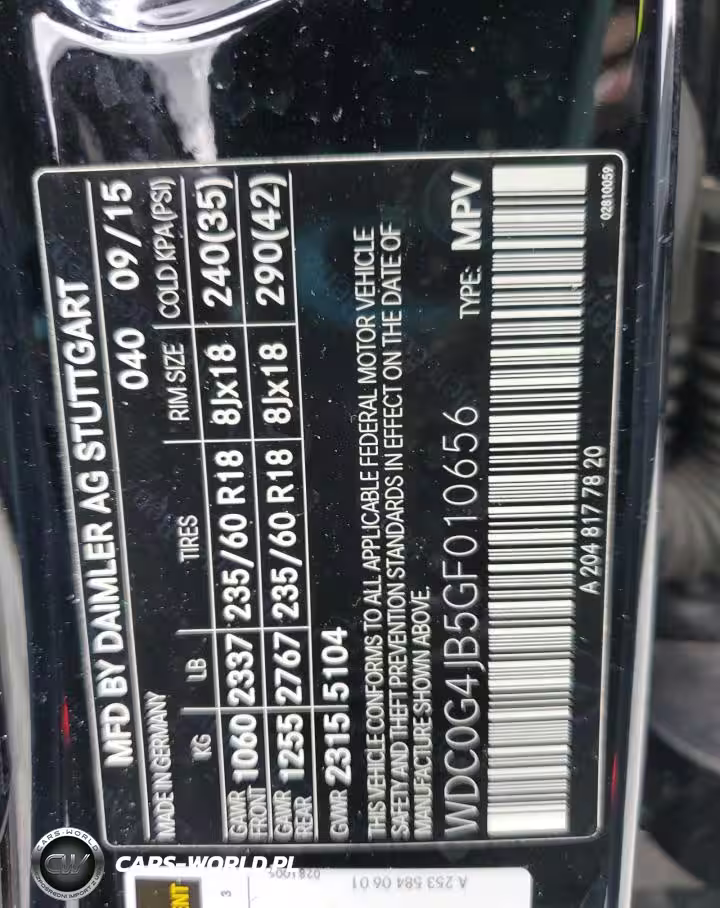 MFD BY DAIMLER AG STUTTGART
040 09/15
MADE IN GERMANY
KG LB TIRES RIM SIZE COLD KPA(PSI)
GAWR FRONT 1060 2337 235/60 R18 8Jx18 240(35)
GAWR REAR 1255 2767 235/60 R18 8Jx18 290(42)
GVWR 2315 5104
THIS VEHICLE CONFORMS TO ALL APPLICABLE FEDERAL MOTOR VEHICLE
SAFETY AND THEFT PREVENTION STANDARDS IN EFFECT ON THE DATE OF
MANUFACTURE SHOWN ABOVE.
WDC0G4JB5GF010656 TYPE: MPV
A 204 817 78 20
02810059
CARS-WORLD
CW
CARS-WORLD.PL
3
A 253 584 06 01